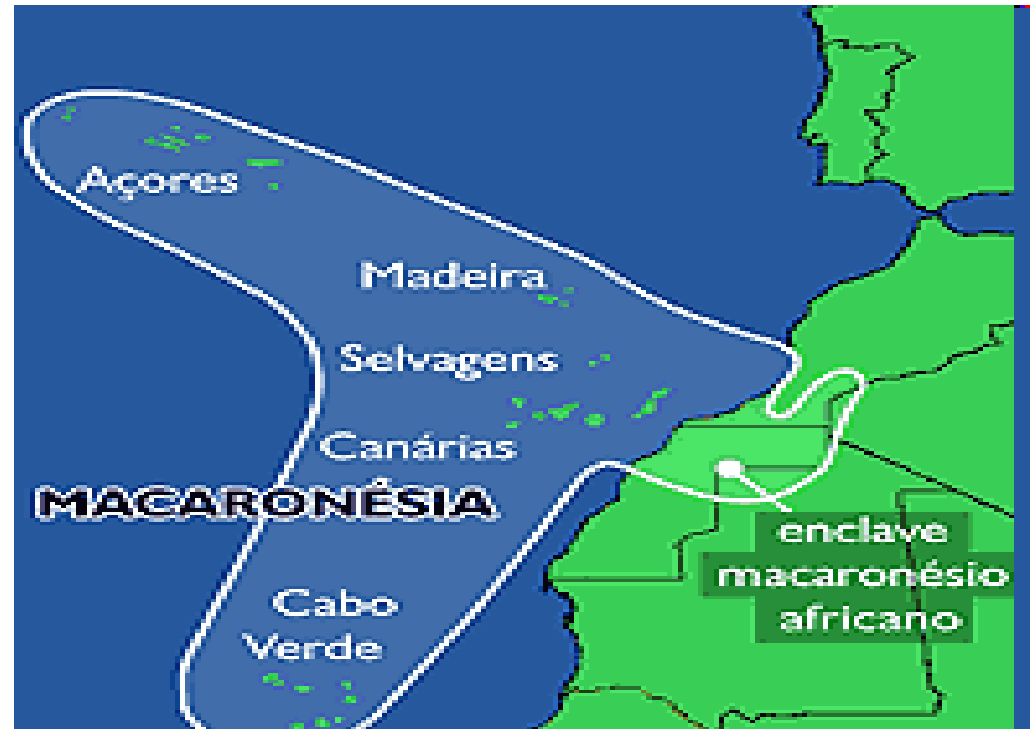 Açores
Madeira
Selvagens
Canárias
MACARONÉSIA
enclave
macaronésio
africano
Cabo
Verde